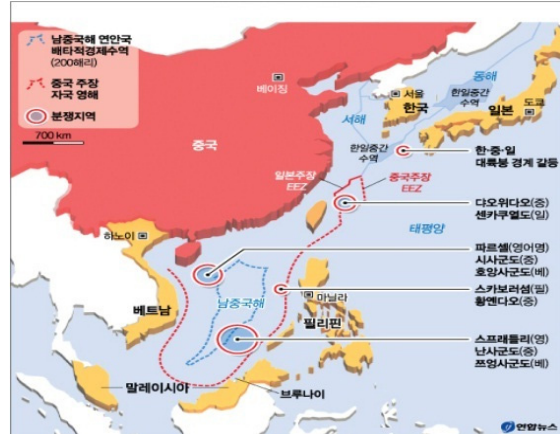 남중국해 연안국
배타적경제수역
(200해리)
중국 주장
자국 영해
분쟁지역
700 km
베이징
중국
서울
한국
서해
동해
한일중간
수역
일본
도쿄
한일중간
수역
한·중·일
대륙붕 경계 갈등
일본주장
EEZ
중국주장
EEZ
댜오위다오(중)
센카쿠열도(일)
태평양
하노이
파르셀(영어명)
시사군도(중)
호앙사군도(베)
베트남
남중국해
마닐라
필리핀
스카보러섬(필)
황옌다오(중)
스프래틀리(영)
난사군도(중)
쯔엉사군도(베)
말레이시아
브루나이
연합뉴스